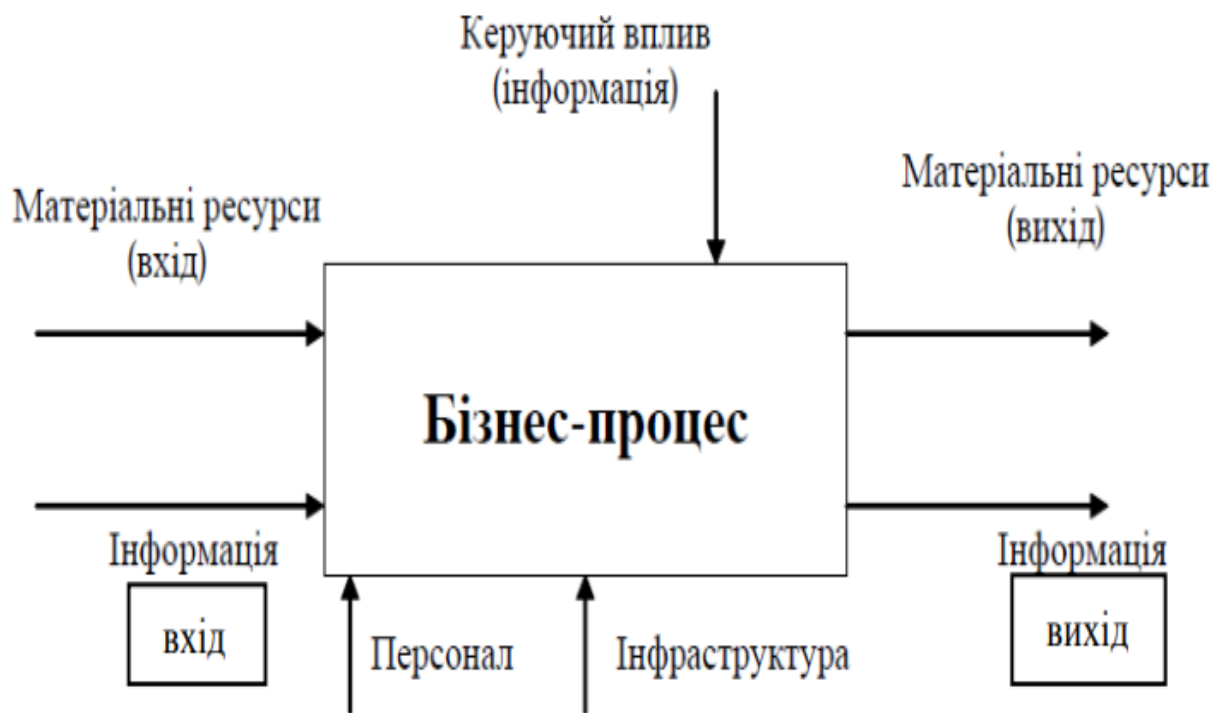 Керуючий вплив
(інформація)
Матеріальні ресурси
(вхід)
Матеріальні ресурси
(вихід)
Бізнес-процес
Інформація
вхід
Інформація
вихід
Персонал
Інфраструктура